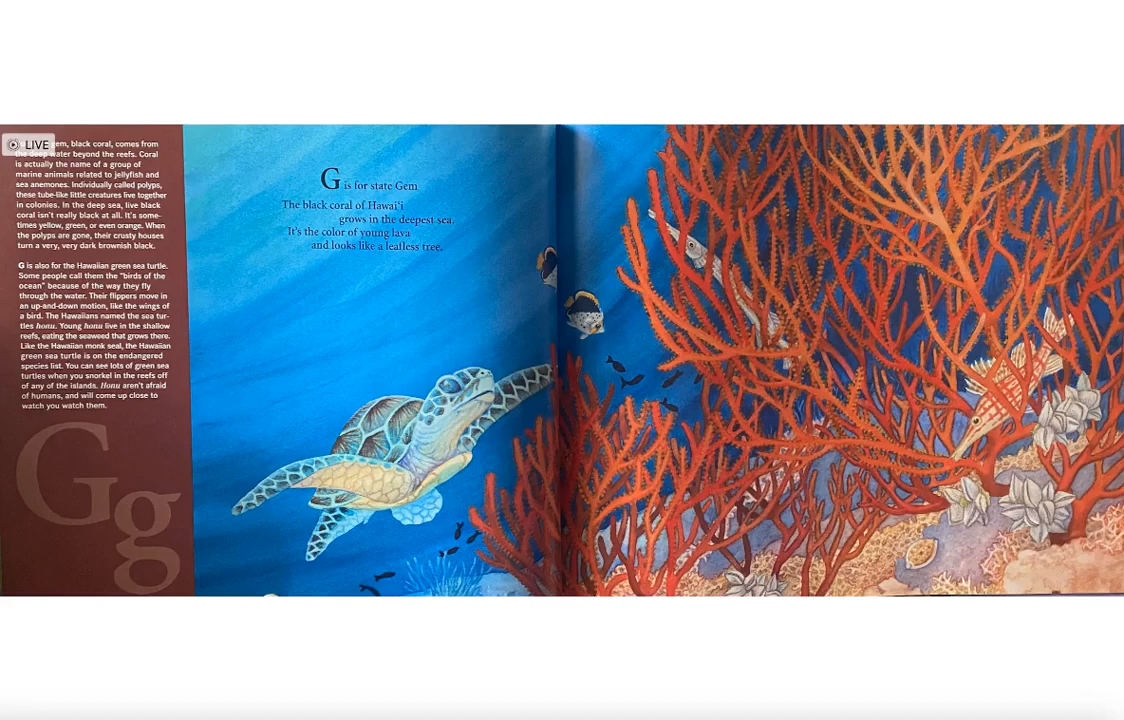 LIVE
gem, black coral, comes from
the deep water beyond the reefs. Coral
is actually the name of a group of
marine animals related to jellyfish and
sea anemones. Individually called polyps,
these tube-like little creatures live together
in colonies. In the deep sea, live black
coral isn't really black at all. It's some-
times yellow, green, or even orange. When
the polyps are gone, their crusty houses
turn a very, very dark brownish black.
G is also for the Hawaiian green sea turtle.
Some people call them the "birds of the
ocean" because of the way they fly
through the water. Their flippers move in
an up-and-down motion, like the wings of
a bird. The Hawaiians named the sea tur-
tles honu. Young honu live in the shallow
reefs, eating the seaweed that grows there.
Like the Hawaiian monk seal, the Hawaiian
green sea turtle is on the endangered
species list. You can see lots of green sea
turtles when you snorkel in the reefs off
of any of the islands. Honu aren't afraid
of humans, and will come up close to
watch you watch them.
Gg
G is for state Gem
The black coral of Hawai'i
grows in the deepest sea.
It's the color of young lava
and looks like a leafless tree.